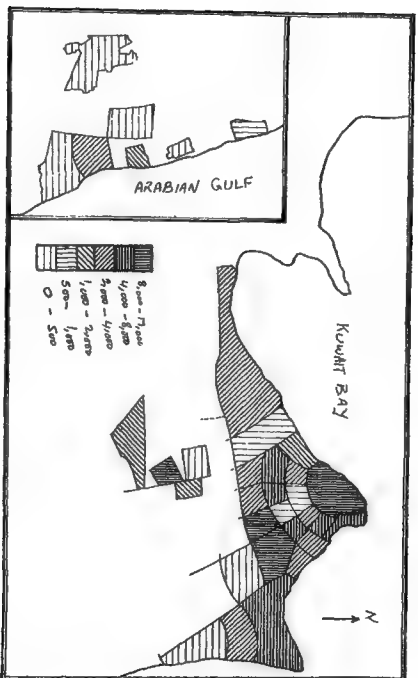 ARABIAN GULF
KUWAIT BAY
N
8,000 - 17,000
4,000 - 8,000
2,000 - 4,000
1,000 - 2,000
500 - 1,000
0 - 500